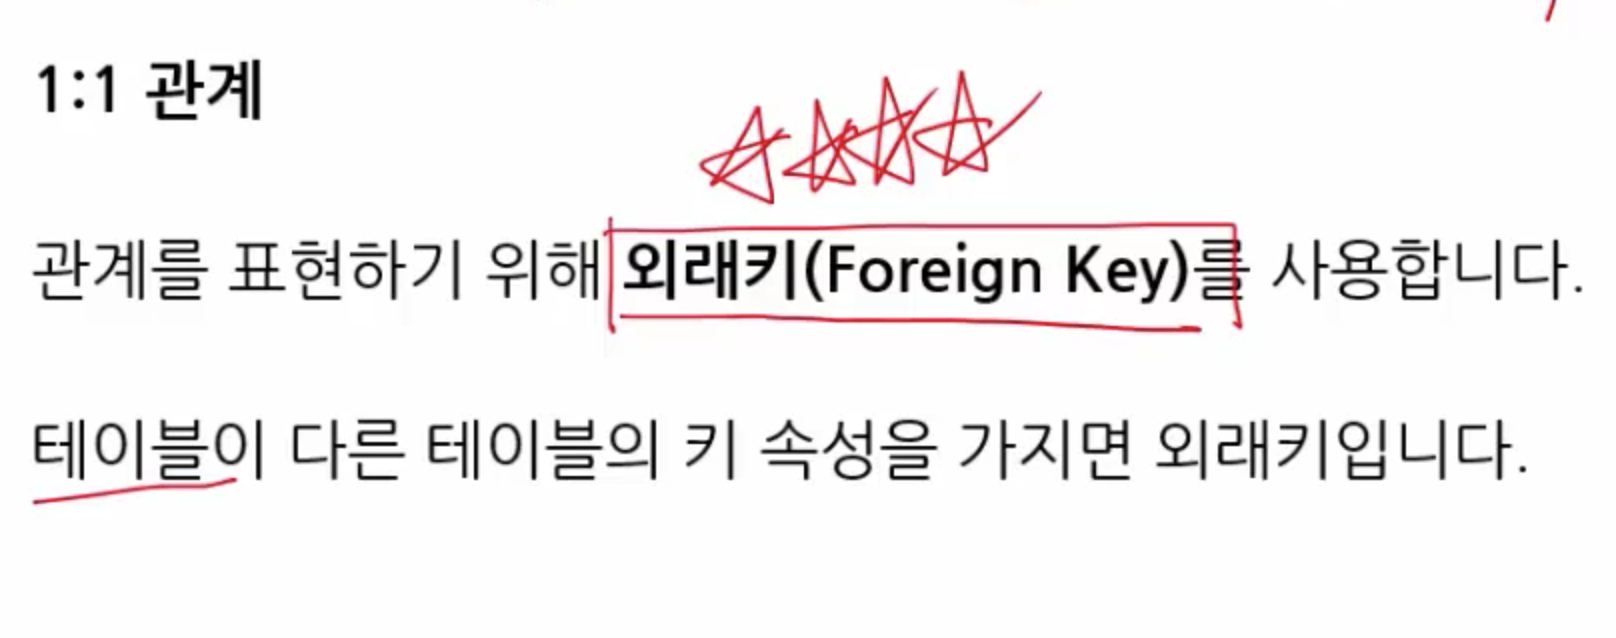 1:1 관계
관계를 표현하기 위해 외래키(Foreign Key)를 사용합니다.
테이블이 다른 테이블의 키 속성을 가지면 외래키입니다.